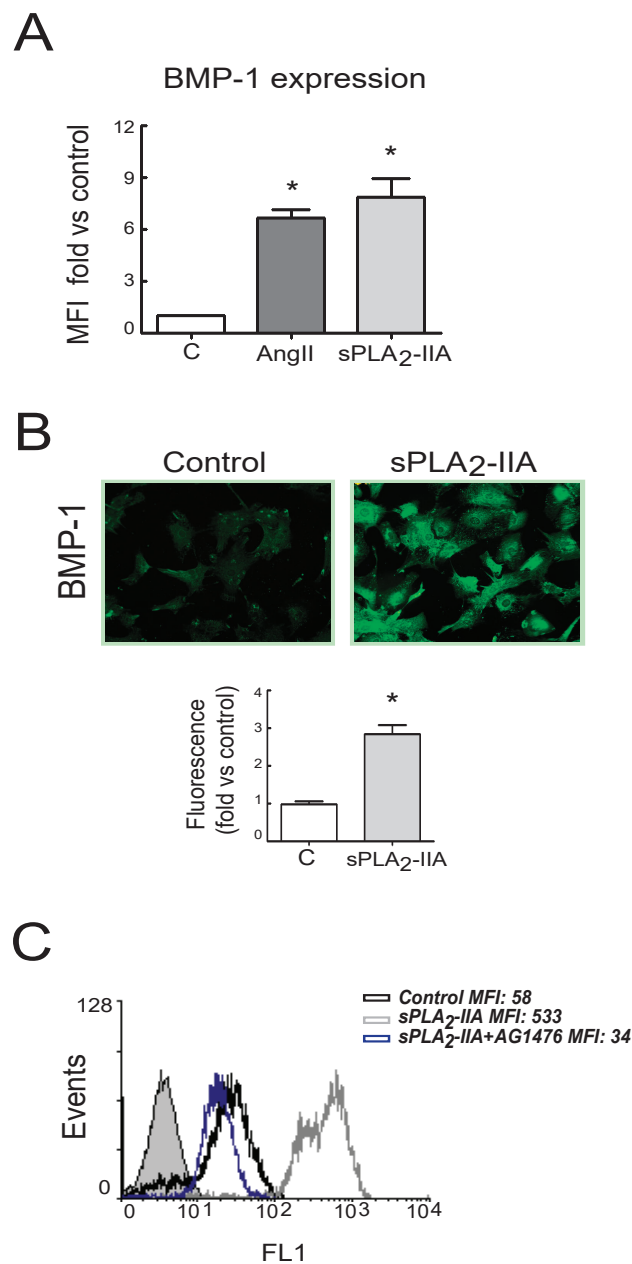 A
BMP-1 expression
MFI fold vs control
12
9
6
3
0
*
*
C
AngII
sPLA2-IIA
B
Control
sPLA2-IIA
BMP-1
Fluorescence
(fold vs control)
4
3
2
1
0
*
C
sPLA2-IIA
C
Control MFI: 58
sPLA2-IIA MFI: 533
sPLA2-IIA+AG1476 MFI: 34
Events
128
0
0 10¹ 10² 10³ 10⁴
FL1